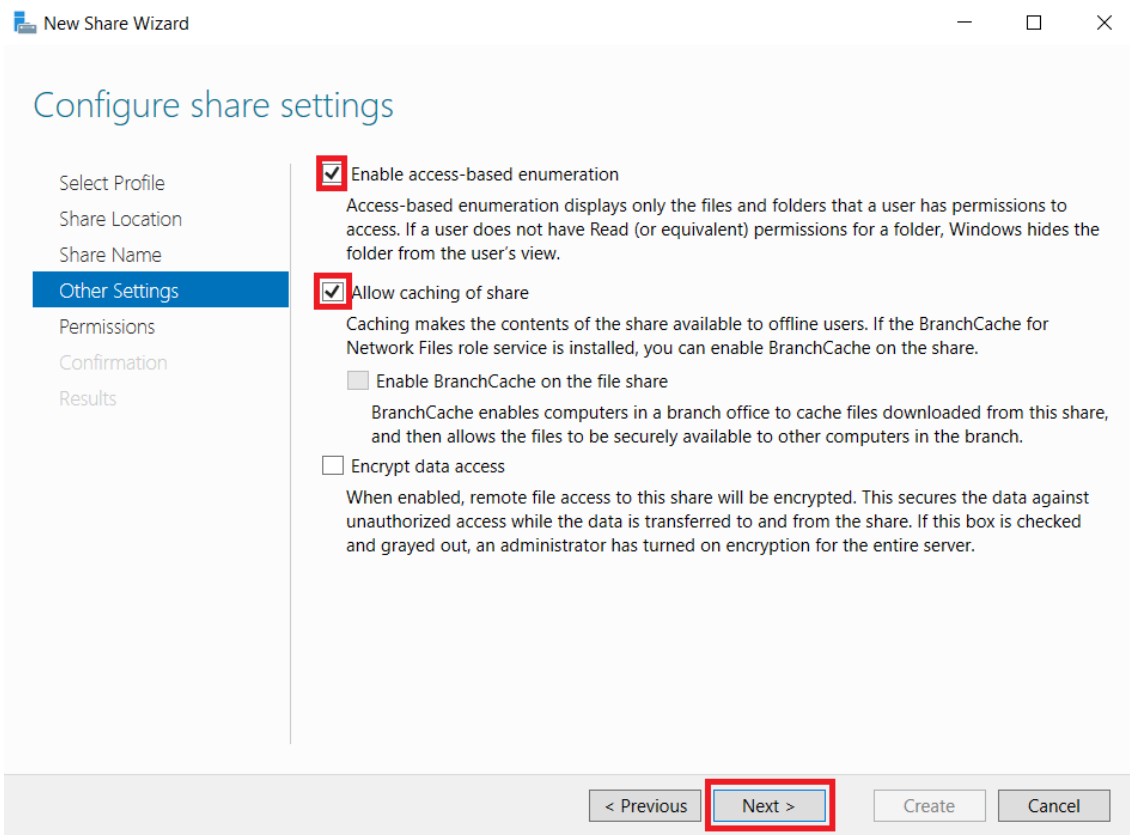 New Share Wizard
Configure share settings
Select Profile
Share Location
Share Name
Other Settings
Permissions
Confirmation
Results
Enable access-based enumeration
Access-based enumeration displays only the files and folders that a user has permissions to
access. If a user does not have Read (or equivalent) permissions for a folder, Windows hides the
folder from the user's view.
Allow caching of share
Caching makes the contents of the share available to offline users. If the BranchCache for
Network Files role service is installed, you can enable BranchCache on the share.
Enable BranchCache on the file share
BranchCache enables computers in a branch office to cache files downloaded from this share,
and then allows the files to be securely available to other computers in the branch.
Encrypt data access
When enabled, remote file access to this share will be encrypted. This secures the data against
unauthorized access while the data is transferred to and from the share. If this box is checked
and grayed out, an administrator has turned on encryption for the entire server.
< Previous
Next >
Create
Cancel